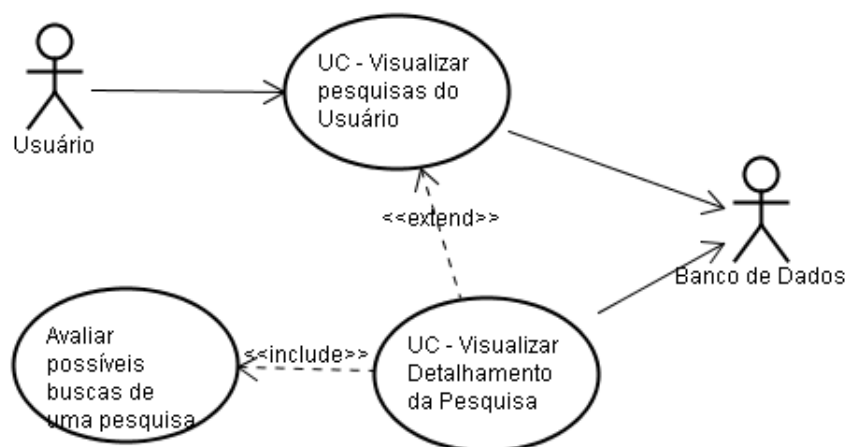 UC - Visualizar
pesquisas do
Usuário
Usuário
<<extend>>
Banco de Dados
Avaliar
possíveis
buscas de
uma pesquisa
<<include>>
UC - Visualizar
Detalhamento
da Pesquisa